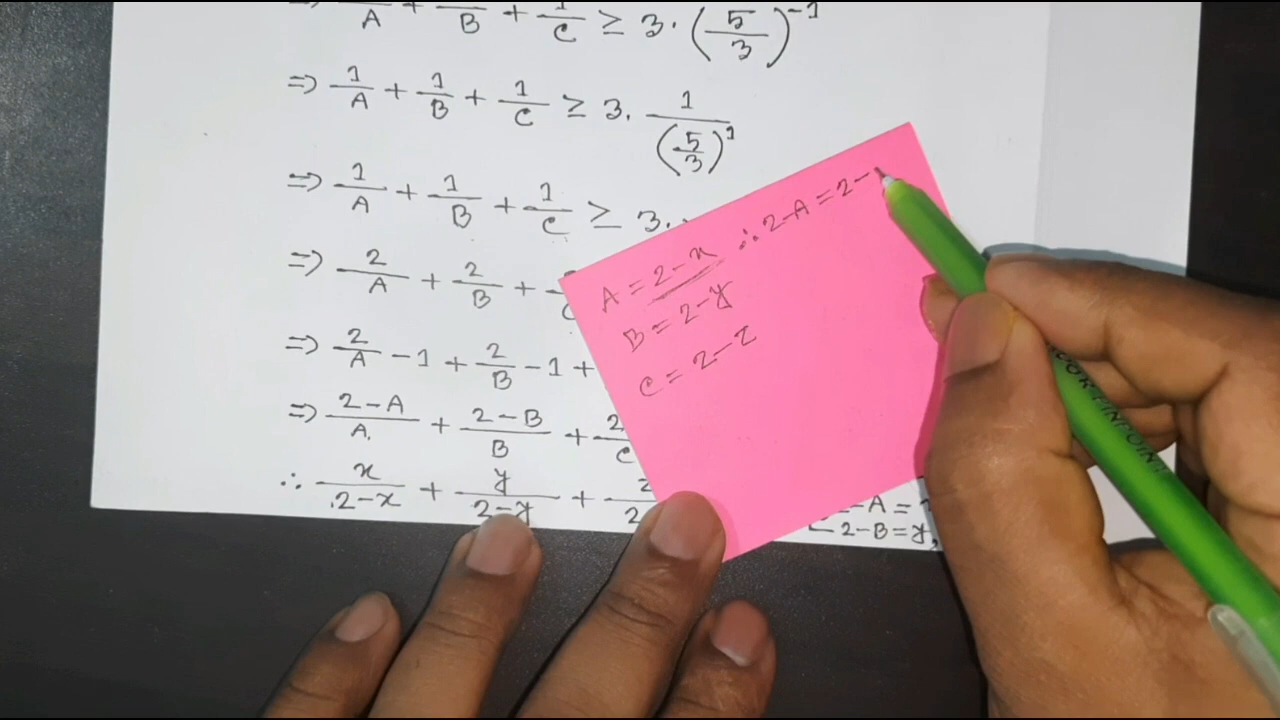 1/A + 1/B + 1/C ≥ 3·(5/3)^-1
⇒ 1/A + 1/B + 1/C ≥ 3. 1/(5/3)^1
⇒ 1/A + 1/B + 1/C ≥ 3.
⇒ 2/A + 2/B +
⇒ 2/A - 1 + 2/B - 1 +
⇒ (2-A)/A + (2-B)/B +
∴ x/(2-x) + y/(2-y) +
-A =
2-B=y,
A = 2-x ∴ 2-A = 2-
B = 2-y
C = 2-z